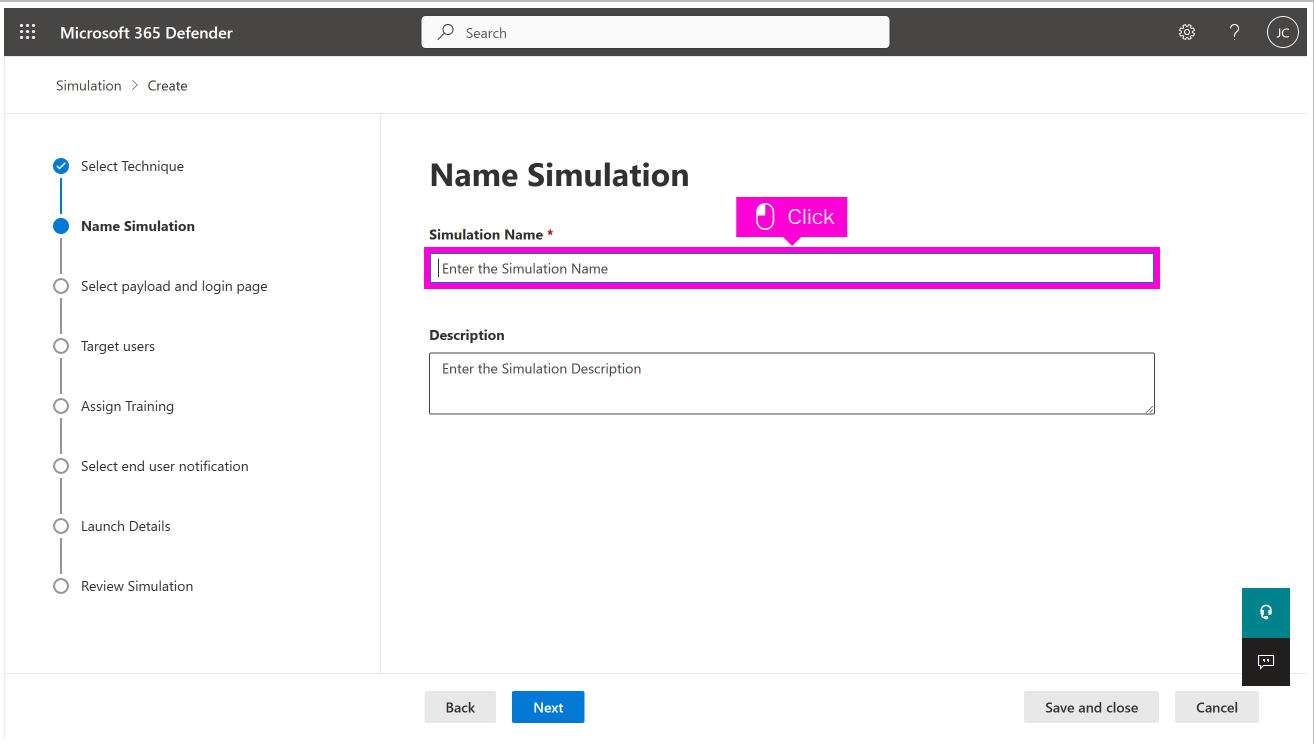 Microsoft 365 Defender
Search
?
JC
Simulation > Create
Select Technique
Name Simulation
Select payload and login page
Target users
Assign Training
Select end user notification
Launch Details
Review Simulation
Name Simulation
Click
Simulation Name *
Enter the Simulation Name
Description
Enter the Simulation Description
Back
Next
Save and close
Cancel